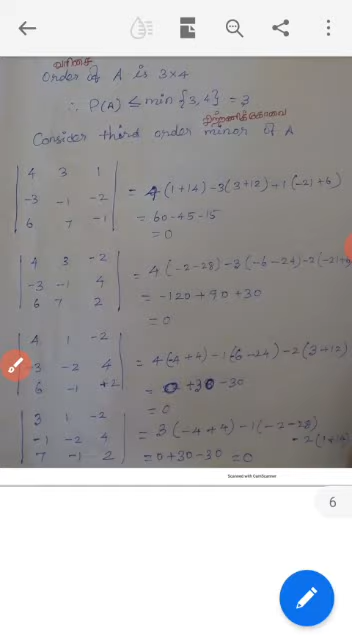 வரிசை
Order of A is 3×4
∴ P(A) ≤ min {3,4} = 3
சிற்றணிக்கோவை
Consider third order minor of A
| 4 3 1 |
| -3 -1 -2 | = 4(1+14) -3(3+12) +1(-21+6)
| 6 7 -1 | = 60-45-15
= 0
| 4 3 -2 |
| -3 -1 4 | = 4(-2-28) -3(-6-24) -2(-21+6)
| 6 7 2 | = -120+90+30
= 0
| 4 1 -2 |
| -3 -2 4 | = 4(-4+4) -1(-6-24) -2(3+12)
| 6 -1 +2 | = 0 +30 -30
= 0
| 3 1 -2 |
| -1 -2 4 | = 3(-4+4) -1(-2-28) -2(1+14)
| 7 -1 2 | = 0+30-30 = 0
Scanned with CamScanner
6